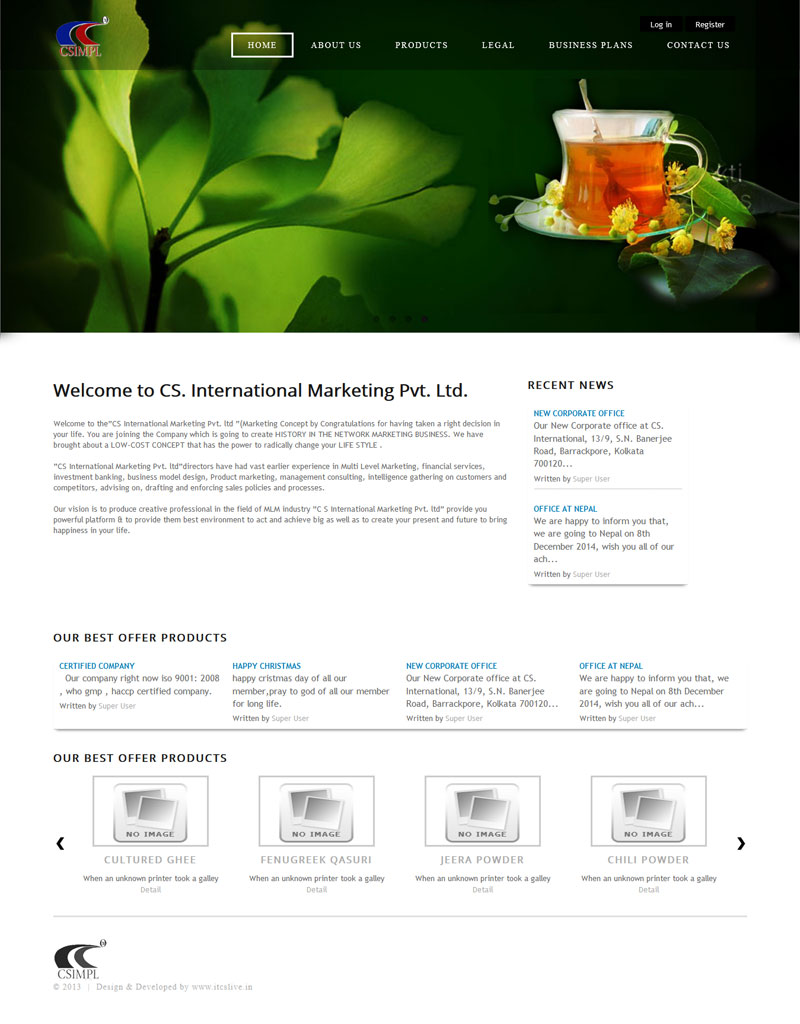 Log in
Register
CSIMPL
HOME
ABOUT US
PRODUCTS
LEGAL
BUSINESS PLANS
CONTACT US
Welcome to CS. International Marketing Pvt. Ltd.
Welcome to the"CS International Marketing Pvt. ltd "(Marketing Concept by Congratulations for having taken a right decision in
your life. You are joining the Company which is going to create HISTORY IN THE NETWORK MARKETING BUSINESS. We have
brought about a LOW-COST CONCEPT that has the power to radically change your LIFE STYLE .
"CS International Marketing Pvt. ltd"directors have had vast earlier experience in Multi Level Marketing, financial services,
investment banking, business model design, Product marketing, management consulting, intelligence gathering on customers and
competitors, advising on, drafting and enforcing sales policies and processes.
Our vision is to produce creative professional in the field of MLM industry "C S International Marketing Pvt. ltd" provide you
powerful platform & to provide them best environment to act and achieve big as well as to create your present and future to bring
happiness in your life.
RECENT NEWS
NEW CORPORATE OFFICE
Our New Corporate office at CS.
International, 13/9, S.N. Banerjee
Road, Barrackpore, Kolkata
700120...
Written by Super User
OFFICE AT NEPAL
We are happy to inform you that,
we are going to Nepal on 8th
December 2014, wish you all of our
ach...
Written by Super User
OUR BEST OFFER PRODUCTS
CERTIFIED COMPANY
Our company right now iso 9001: 2008
, who gmp , haccp certified company.
Written by Super User
HAPPY CHRISTMAS
happy cristmas day of all our
member,pray to god of all our member
for long life.
Written by Super User
NEW CORPORATE OFFICE
Our New Corporate office at CS.
International, 13/9, S.N. Banerjee
Road, Barrackpore, Kolkata 700120...
Written by Super User
OFFICE AT NEPAL
We are happy to inform you that, we
are going to Nepal on 8th December
2014, wish you all of our ach...
Written by Super User
OUR BEST OFFER PRODUCTS
NO IMAGE
CULTURED GHEE
When an unknown printer took a galley
Detail
NO IMAGE
FENUGREEK QASURI
When an unknown printer took a galley
Detail
NO IMAGE
JEERA POWDER
When an unknown printer took a galley
Detail
NO IMAGE
CHILI POWDER
When an unknown printer took a galley
Detail
CSIMPL
© 2013 | Design & Developed by www.itcslive.in